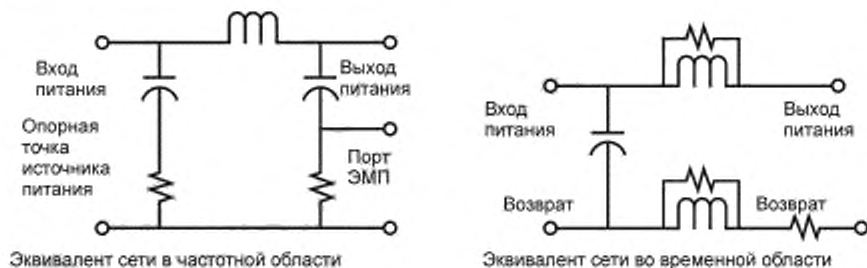 Вход
питания
Выход
питания
Опорная
точка
источника
питания
Порт
ЭМП
Эквивалент сети в частотной области
Вход
питания
Выход
питания
Возврат
Возврат
Эквивалент сети во временной области